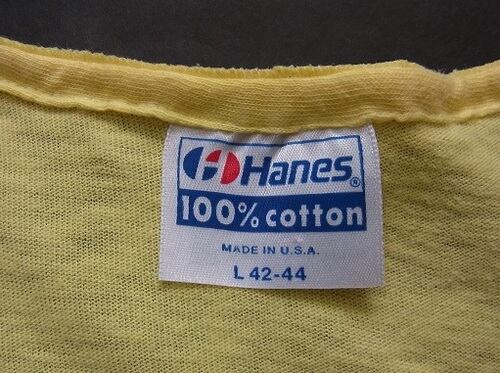 Hanes®
100% cotton
MADE IN U.S.A.
L 42-44